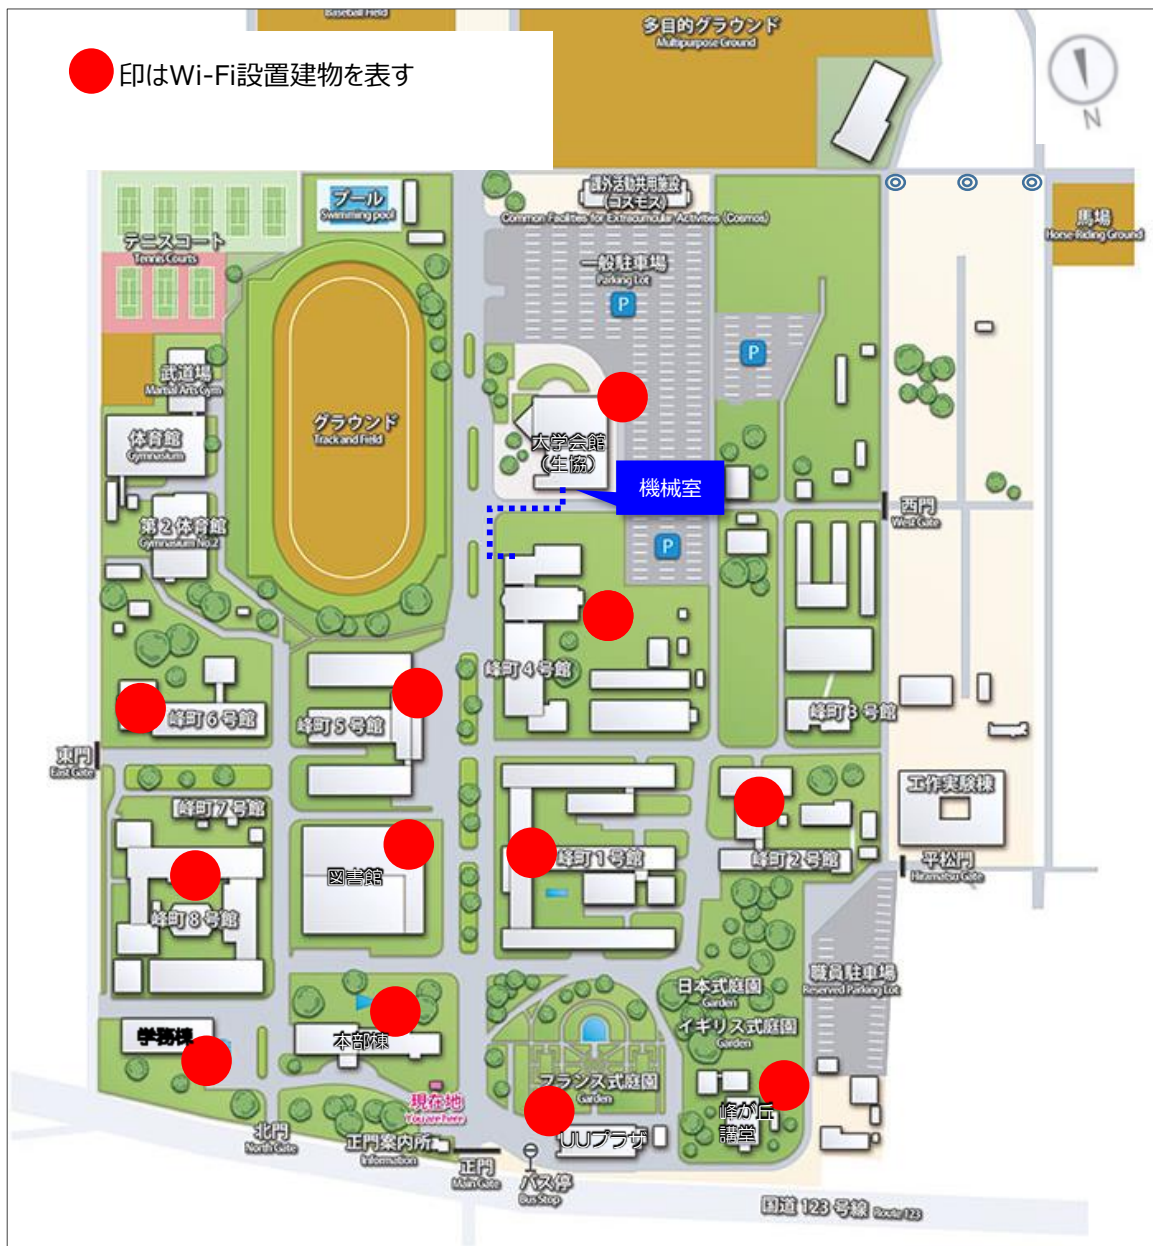 Baseball Field
多目的グラウンド
Multipurpose Ground
印はWi-Fi設置建物を表す
N
プール
Swimming pool
課外活動共用施設
(コスモス)
Common Facilities for Extracurricular Activities (Cosmos)
馬場
Horse-Riding Ground
テニスコート
Tennis Courts
一般駐車場
Parking Lot
P
P
武道場
Martial Arts Gym
グラウンド
Track and Field
体育館
Gymnasium
大学会館
(生協)
機械室
西門
West Gate
第2体育館
Gymnasium No.2
P
峰町4号館
峰町6号館
峰町5号館
峰町3号館
東門
East Gate
工作実験棟
峰町7号館
図書館
峰町1号館
峰町2号館
平松門
Hiramatsu Gate
峰町8号館
職員駐車場
Reserved Parking Lot
日本式庭園
Garden
イギリス式庭園
Garden
学務棟
本部棟
フランス式庭園
Garden
現在地
You are here
峰が丘
講堂
UUプラザ
北門
North Gate
正門案内所
Information
正門
Main Gate
バス停
Bus Stop
国道123号線 Route 123